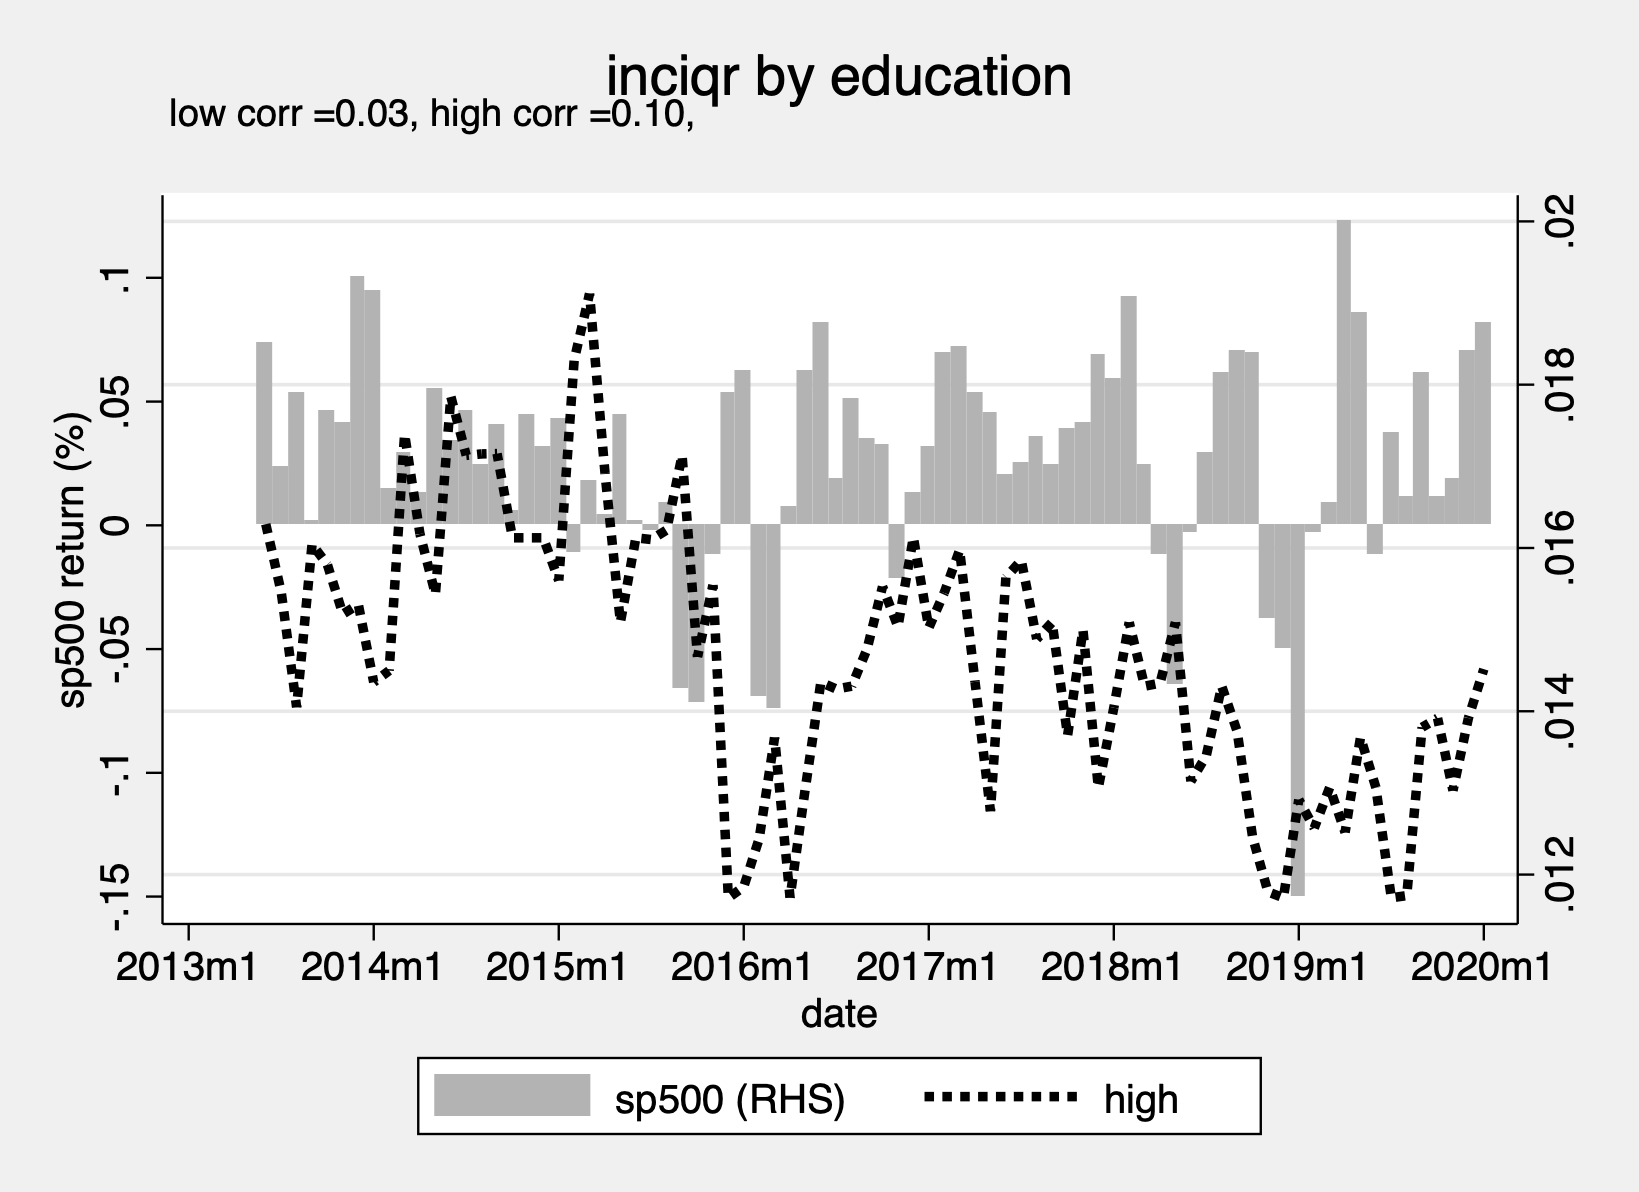 inciqr by education
low corr =0.03, high corr =0.10,
sp500 return (%)
.1
.05
0
-.05
-.1
-.15
.02
.018
.016
.014
.012
2013m1 2014m1 2015m1 2016m1 2017m1 2018m1 2019m1 2020m1
date
sp500 (RHS) high